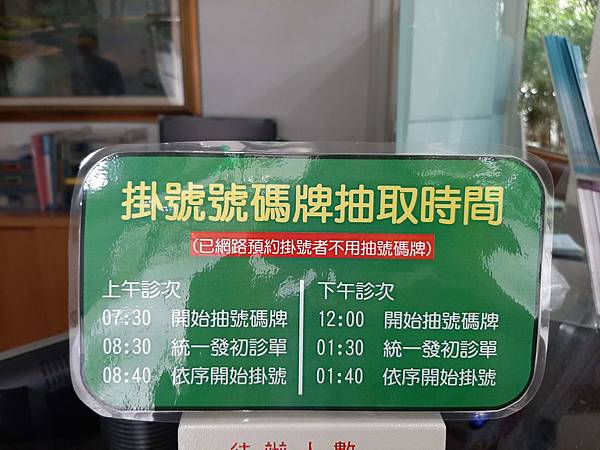 掛號號碼牌抽取時間
(已網路預約掛號者不用抽號碼牌)
上午診次
07:30 開始抽號碼牌
08:30 統一發初診單
08:40 依序開始掛號
下午診次
12:00 開始抽號碼牌
01:30 統一發初診單
01:40 依序開始掛號
待辦人數